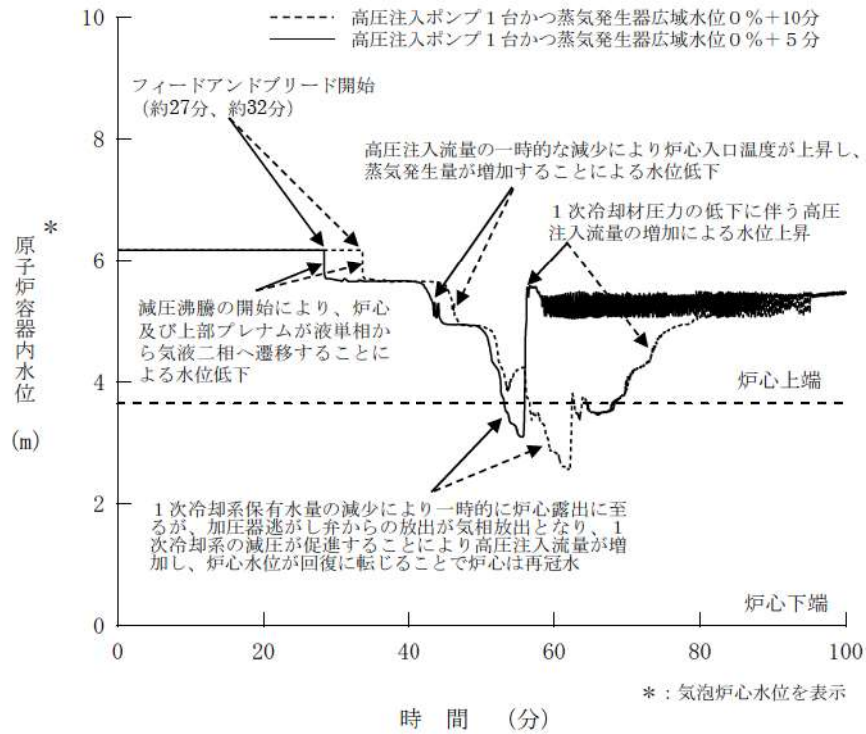 高圧注入ポンプ1台かつ蒸気発生器広域水位0%+10分
高圧注入ポンプ1台かつ蒸気発生器広域水位0%+5分
フィードアンドブリード開始
(約27分、約32分)
高圧注入流量の一時的な減少により炉心入口温度が上昇し、
蒸気発生量が増加することによる水位低下
1次冷却材圧力の低下に伴う高圧
注入流量の増加による水位上昇
減圧沸騰の開始により、炉心
及び上部プレナムが液単相か
ら気液二相へ遷移することに
よる水位低下
炉心上端
1次冷却系保有水量の減少により一時的に炉心露出に至
るが、加圧器逃がし弁からの放出が気相放出となり、1
次冷却系の減圧が促進することにより高圧注入流量が増
加し、炉心水位が回復に転じることで炉心は再冠水
炉心下端
10
8
6
4
2
0
原子炉容器内水位*
(m)
0 20 40 60 80 100
*:気泡炉心水位を表示
時 間 (分)